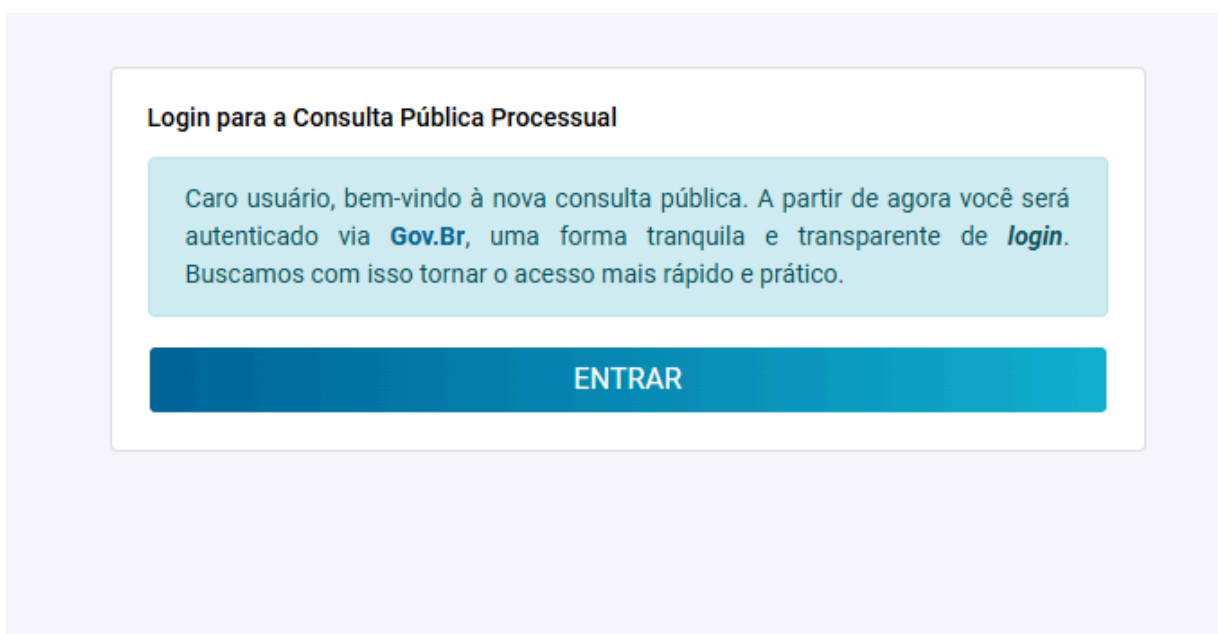 Login para a Consulta Pública Processual
Caro usuário, bem-vindo à nova consulta pública. A partir de agora você será
autenticado via Gov.Br, uma forma tranquila e transparente de login.
Buscamos com isso tornar o acesso mais rápido e prático.
ENTRAR